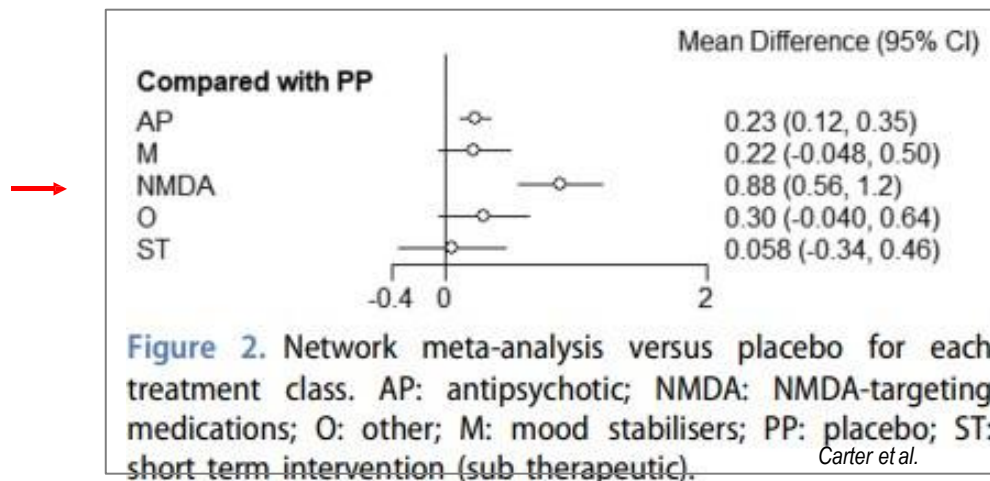 Mean Difference (95% CI)
Compared with PP
AP 0.23 (0.12, 0.35)
M 0.22 (-0.048, 0.50)
NMDA 0.88 (0.56, 1.2)
O 0.30 (-0.040, 0.64)
ST 0.058 (-0.34, 0.46)
-0.4 0 2
Figure 2. Network meta-analysis versus placebo for each
treatment class. AP: antipsychotic; NMDA: NMDA-targeting
medications; O: other; M: mood stabilisers; PP: placebo; ST:
short term intervention (sub therapeutic).
Carter et al.